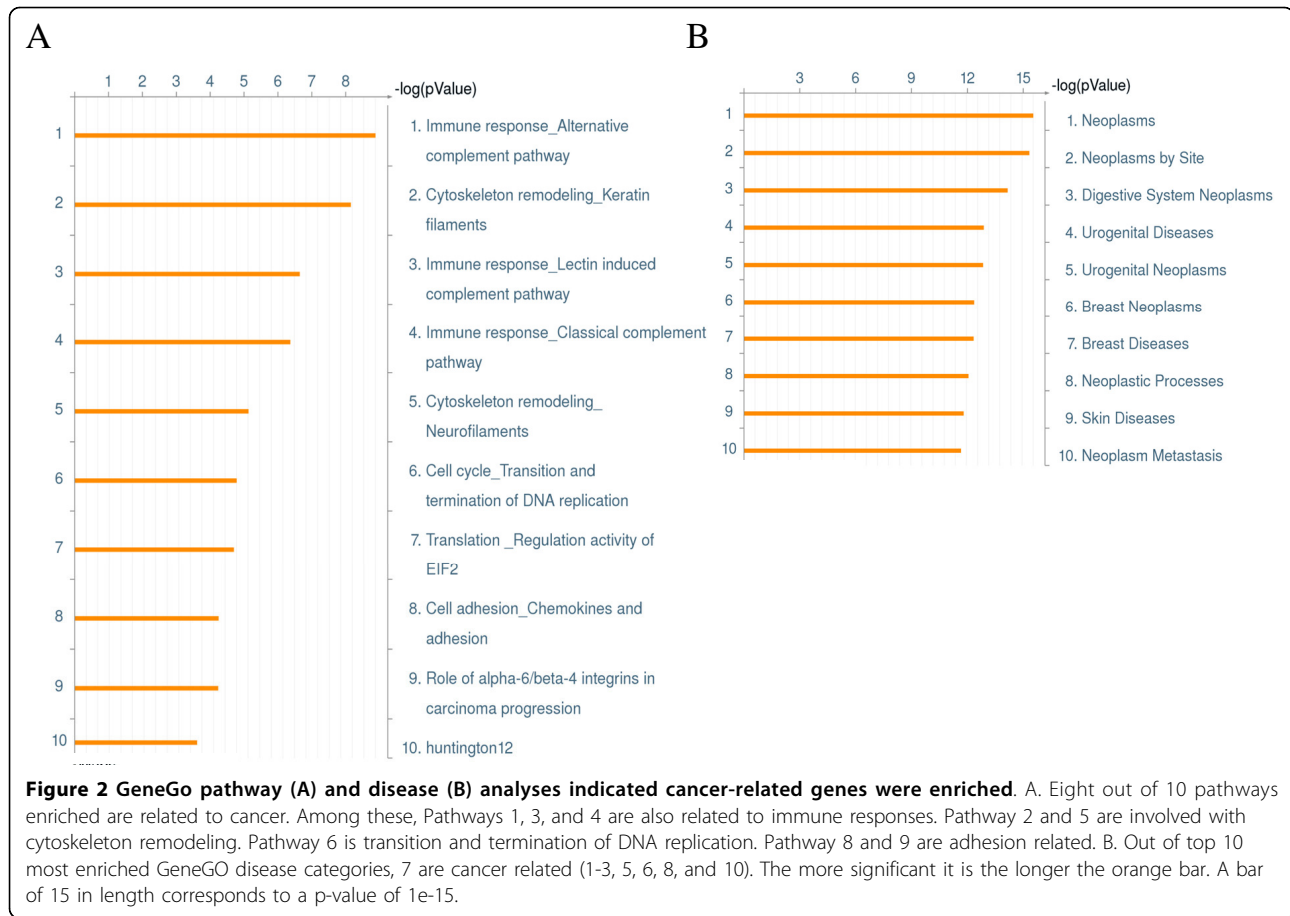 A
1 2 3 4 5 6 7 8
-log(pValue)
1
2
3
4
5
6
7
8
9
10
1. Immune response_Alternative
complement pathway
2. Cytoskeleton remodeling_Keratin
filaments
3. Immune response_Lectin induced
complement pathway
4. Immune response_Classical complement
pathway
5. Cytoskeleton remodeling_
Neurofilaments
6. Cell cycle_Transition and
termination of DNA replication
7. Translation _Regulation activity of
EIF2
8. Cell adhesion_Chemokines and
adhesion
9. Role of alpha-6/beta-4 integrins in
carcinoma progression
10. huntington12
B
3 6 9 12 15
-log(pValue)
1
2
3
4
5
6
7
8
9
10
1. Neoplasms
2. Neoplasms by Site
3. Digestive System Neoplasms
4. Urogenital Diseases
5. Urogenital Neoplasms
6. Breast Neoplasms
7. Breast Diseases
8. Neoplastic Processes
9. Skin Diseases
10. Neoplasm Metastasis
Figure 2 GeneGo pathway (A) and disease (B) analyses indicated cancer-related genes were enriched. A. Eight out of 10 pathways
enriched are related to cancer. Among these, Pathways 1, 3, and 4 are also related to immune responses. Pathway 2 and 5 are involved with
cytoskeleton remodeling. Pathway 6 is transition and termination of DNA replication. Pathway 8 and 9 are adhesion related. B. Out of top 10
most enriched GeneGO disease categories, 7 are cancer related (1-3, 5, 6, 8, and 10). The more significant it is the longer the orange bar. A bar
of 15 in length corresponds to a p-value of 1e-15.